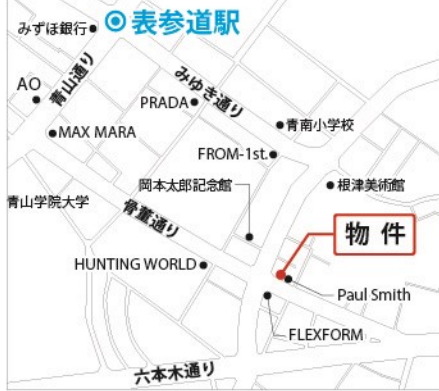 みずほ銀行
表参道駅
AO
青山通り
みゆき通り
PRADA
MAX MARA
青南小学校
FROM-1st.
岡本太郎記念館
根津美術館
青山学院大学
骨董通り
物件
HUNTING WORLD
Paul Smith
FLEXFORM
六本木通り